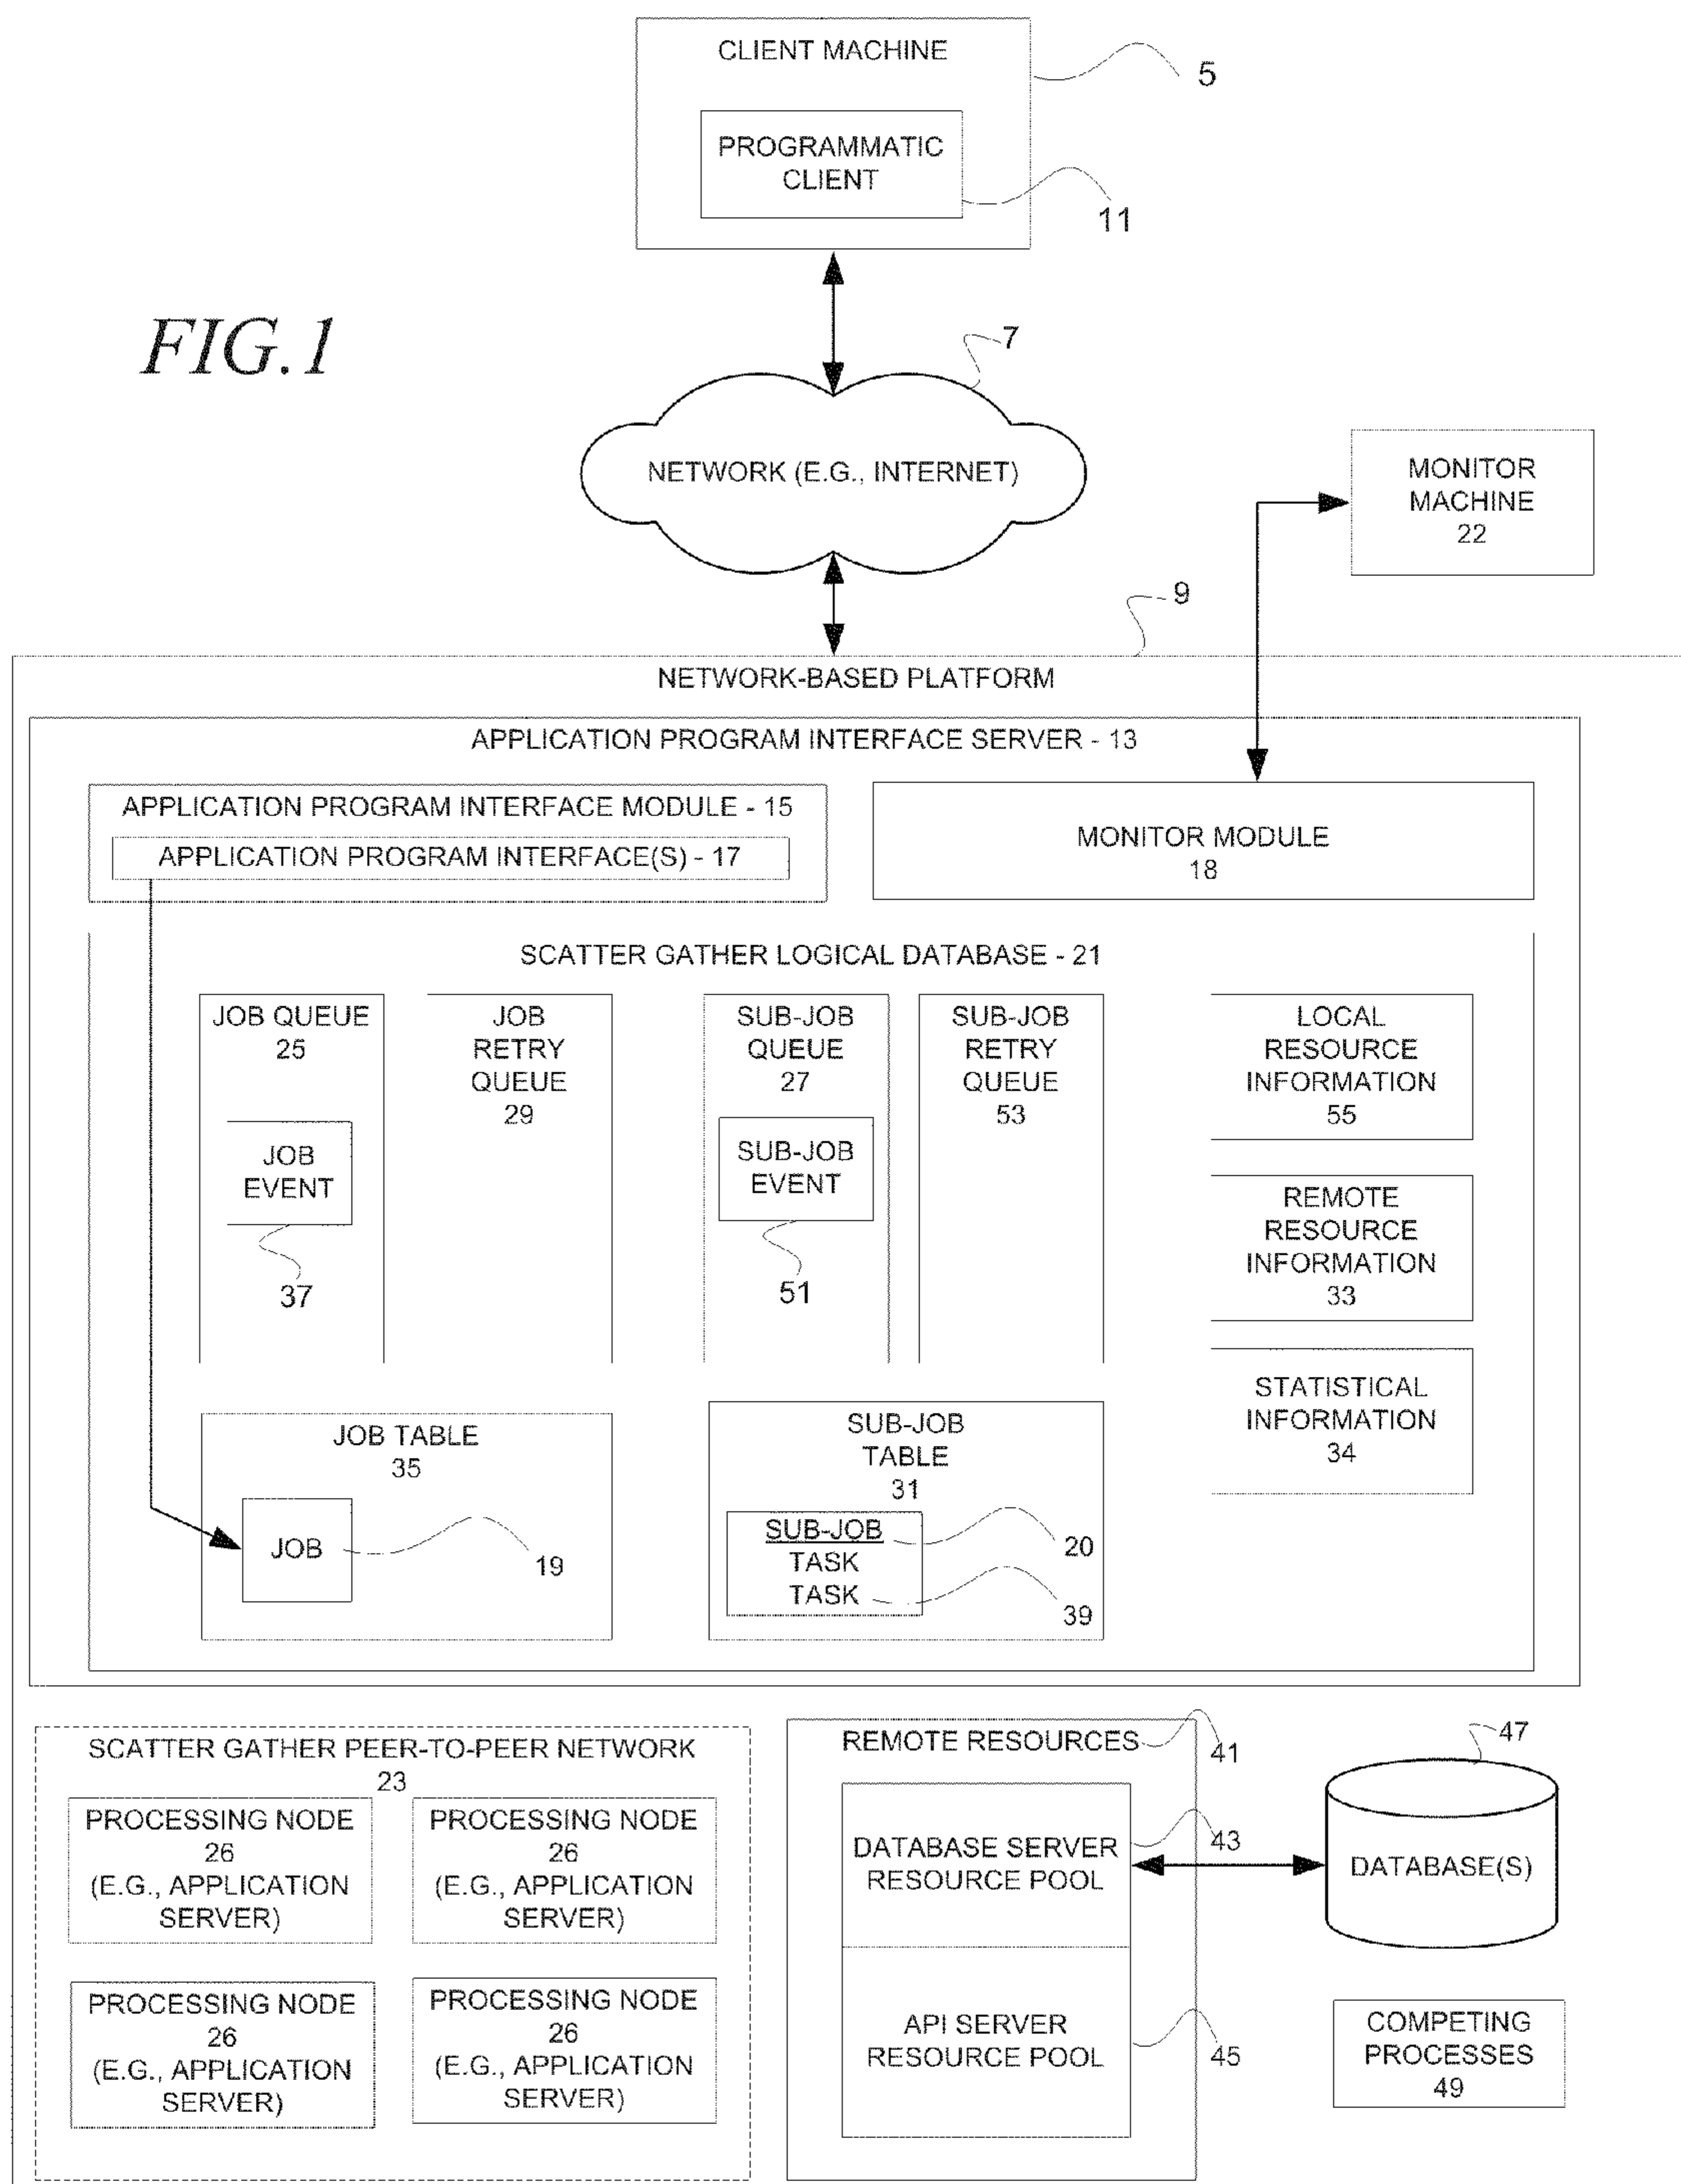 CLIENT MACHINE
5
PROGRAMMATIC
CLIENT
11
FIG.1
7
NETWORK (E.G., INTERNET)
MONITOR
MACHINE
22
9
NETWORK-BASED PLATFORM
APPLICATION PROGRAM INTERFACE SERVER - 13
APPLICATION PROGRAM INTERFACE MODULE - 15
APPLICATION PROGRAM INTERFACE(S) - 17
MONITOR MODULE
18
SCATTER GATHER LOGICAL DATABASE - 21
JOB QUEUE
25
JOB
EVENT
37
JOB
RETRY
QUEUE
29
SUB-JOB
QUEUE
27
SUB-JOB
EVENT
51
SUB-JOB
RETRY
QUEUE
53
LOCAL
RESOURCE
INFORMATION
55
REMOTE
RESOURCE
INFORMATION
33
STATISTICAL
INFORMATION
34
JOB TABLE
35
JOB
19
SUB-JOB
TABLE
31
SUB-JOB
20
TASK
TASK
39
SCATTER GATHER PEER-TO-PEER NETWORK
23
PROCESSING NODE
26
(E.G., APPLICATION
SERVER)
PROCESSING NODE
26
(E.G., APPLICATION
SERVER)
PROCESSING NODE
26
(E.G., APPLICATION
SERVER)
PROCESSING NODE
26
(E.G., APPLICATION
SERVER)
REMOTE RESOURCES
41
DATABASE SERVER
RESOURCE POOL
43
API SERVER
RESOURCE POOL
45
47
DATABASE(S)
COMPETING
PROCESSES
49